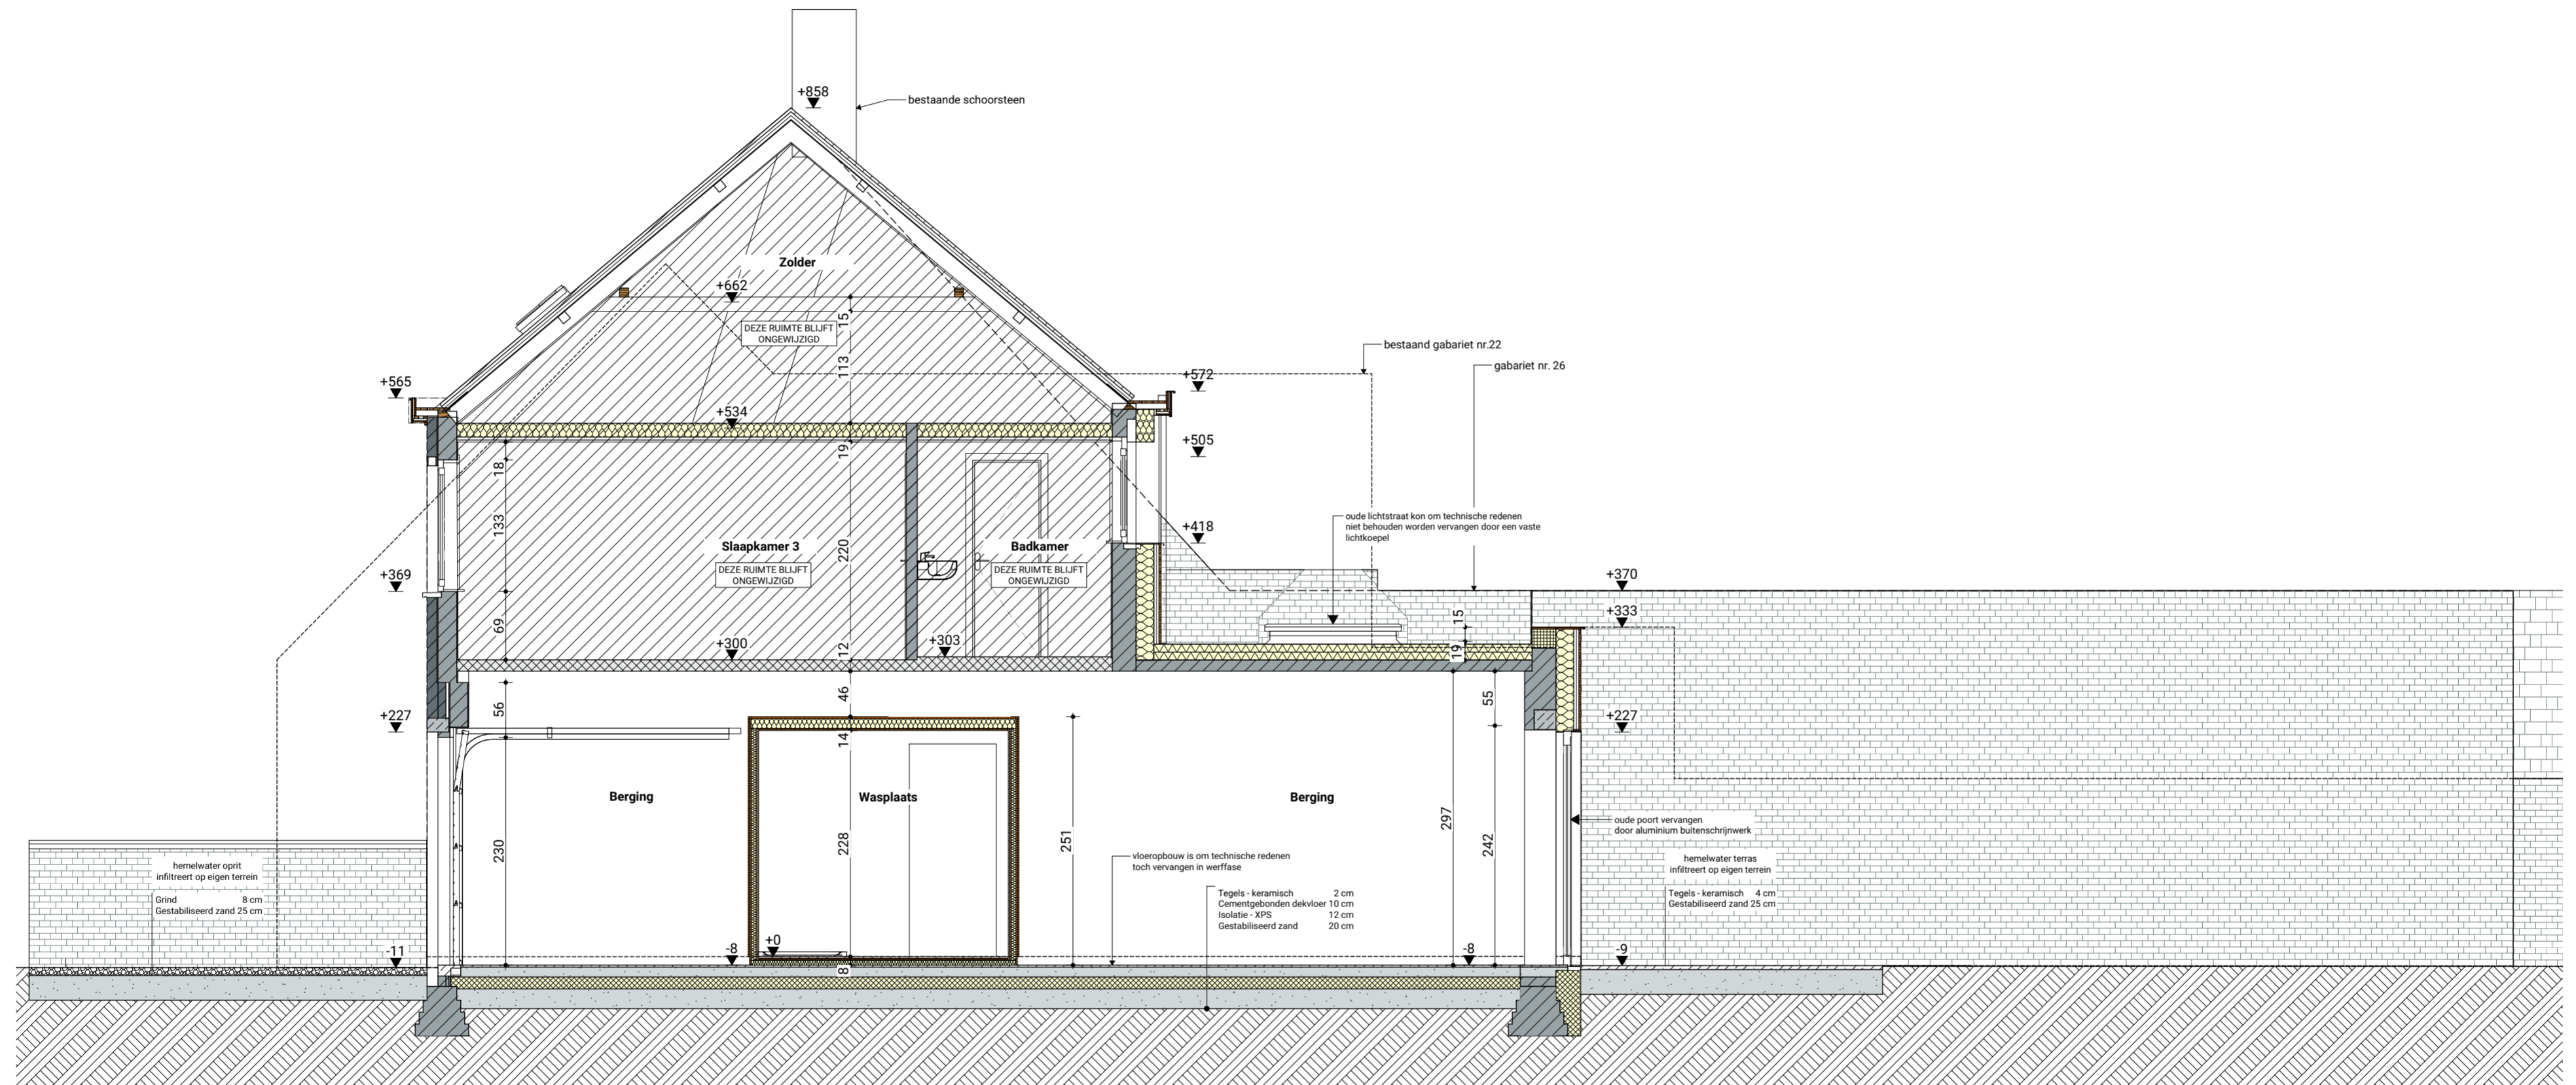 +858
bestaande schoorsteen
Zolder
+662
15
DEZE RUIMTE BLIJFT
ONGEWIJZIGD
113
bestaand gabariet nr.22
gabariet nr. 26
+565
+572
+534
+505
19
18
133
220
Slaapkamer 3
DEZE RUIMTE BLIJFT
ONGEWIJZIGD
Badkamer
DEZE RUIMTE BLIJFT
ONGEWIJZIGD
+418
oude lichtstraat kon om technische redenen
niet behouden worden vervangen door een vaste
lichtkoepel
+369
+370
69
15
+333
+300
12
+303
19
46
56
55
+227
+227
14
Berging
Wasplaats
Berging
230
228
251
297
242
oude poort vervangen
door aluminium buitenschrijnwerk
hemelwater oprit
infiltreert op eigen terrein
Grind 8 cm
Gestabiliseerd zand 25 cm
vloeropbouw is om technische redenen
toch vervangen in werffase
Tegels - keramisch 2 cm
Cementgebonden dekvloer 10 cm
Isolatie - XPS 12 cm
Gestabiliseerd zand 20 cm
hemelwater terras
infiltreert op eigen terrein
Tegels - keramisch 4 cm
Gestabiliseerd zand 25 cm
-11
-8
+0
8
-8
-9